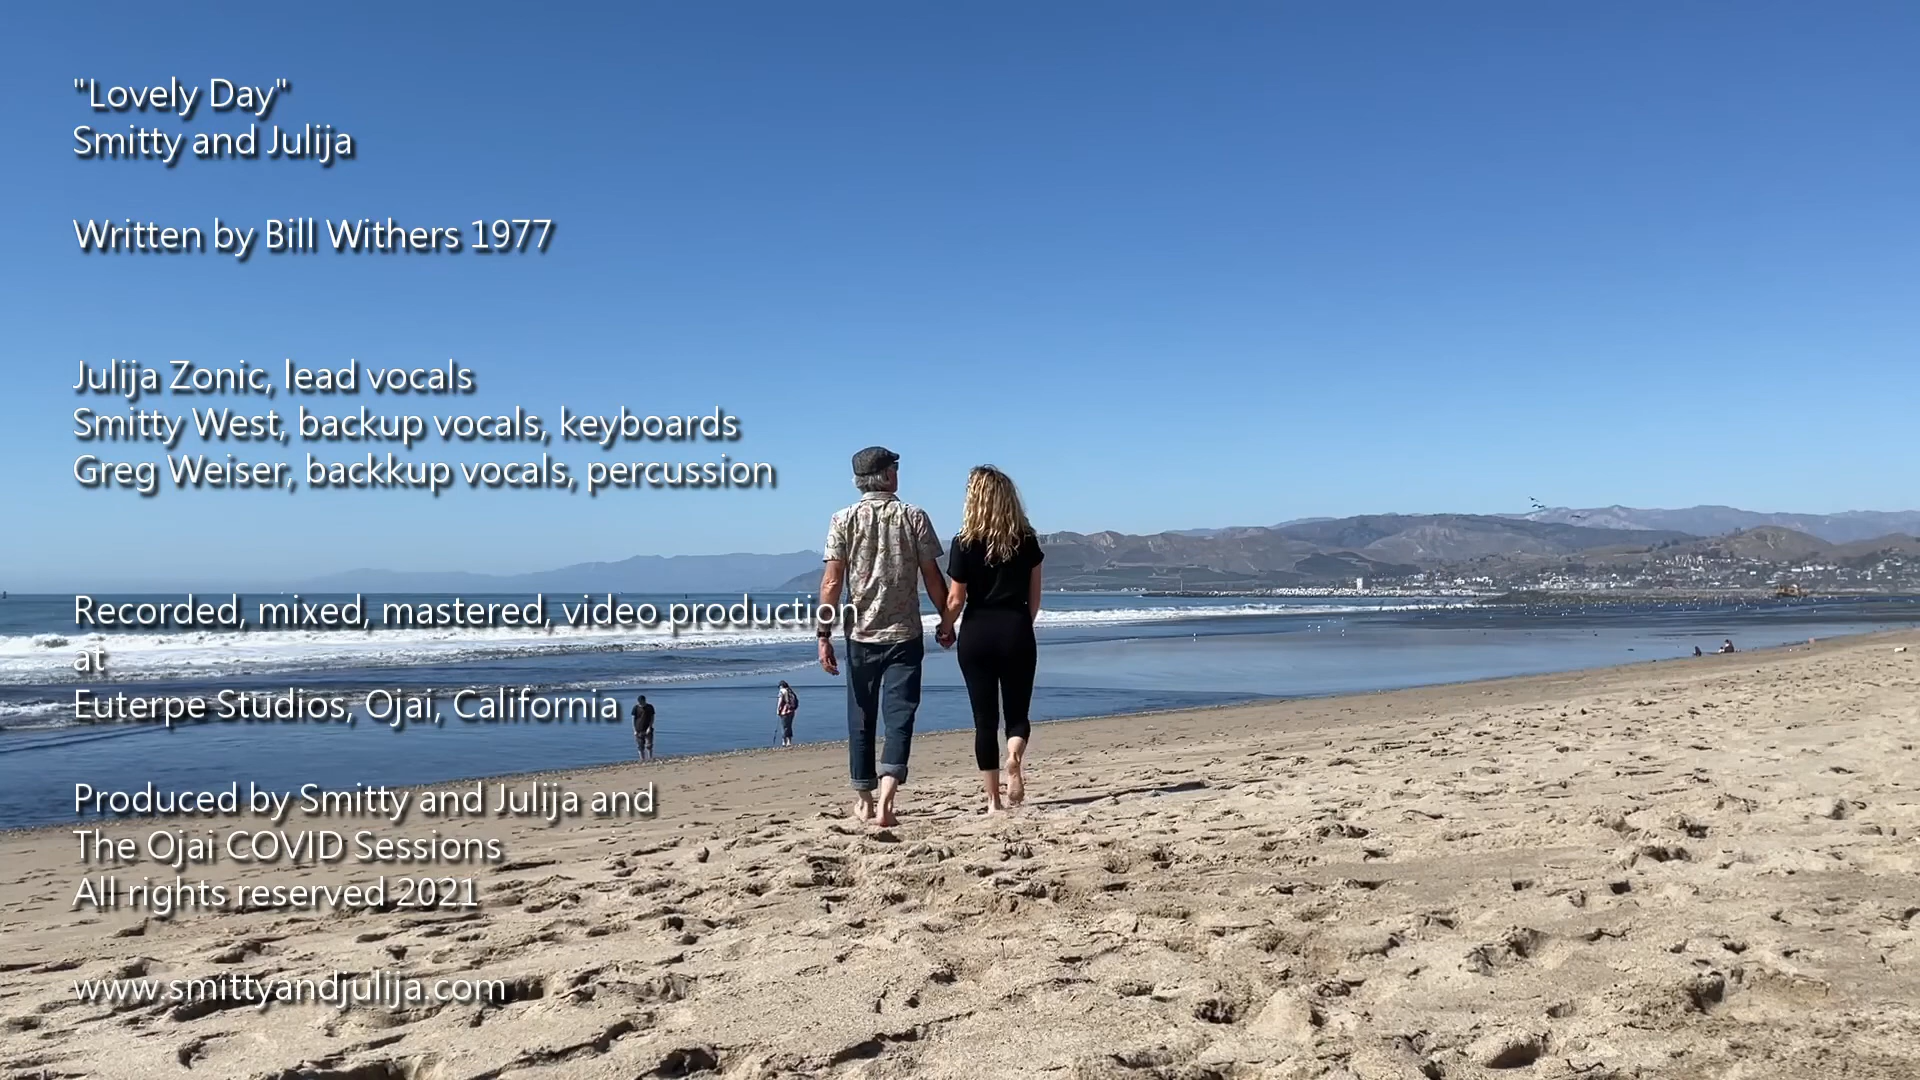 "Lovely Day"
Smitty and Julija
Written by Bill Withers 1977
Julija Zonic, lead vocals
Smitty West, backup vocals, keyboards
Greg Weiser, backkup vocals, percussion
Recorded, mixed, mastered, video production
at
Euterpe Studios, Ojai, California
Produced by Smitty and Julija and
The Ojai COVID Sessions
All rights reserved 2021
www.smittyandjulija.com